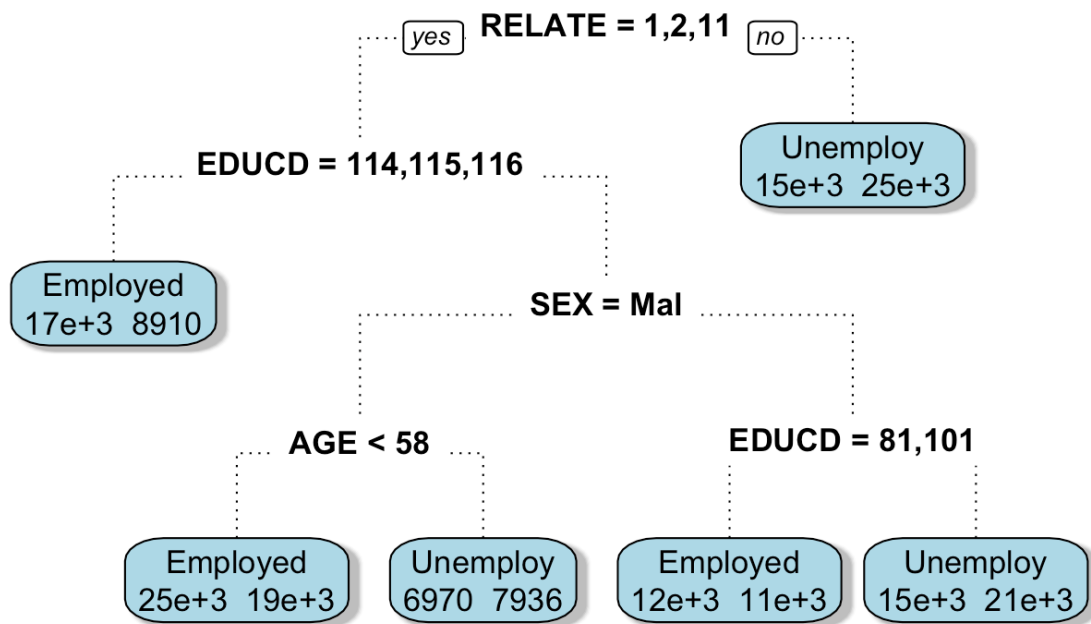 yes RELATE = 1,2,11 no
EDUCD = 114,115,116
Unemploy
15e+3 25e+3
Employed
17e+3 8910
SEX = Mal
AGE < 58
EDUCD = 81,101
Employed
25e+3 19e+3
Unemploy
6970 7936
Employed
12e+3 11e+3
Unemploy
15e+3 21e+3